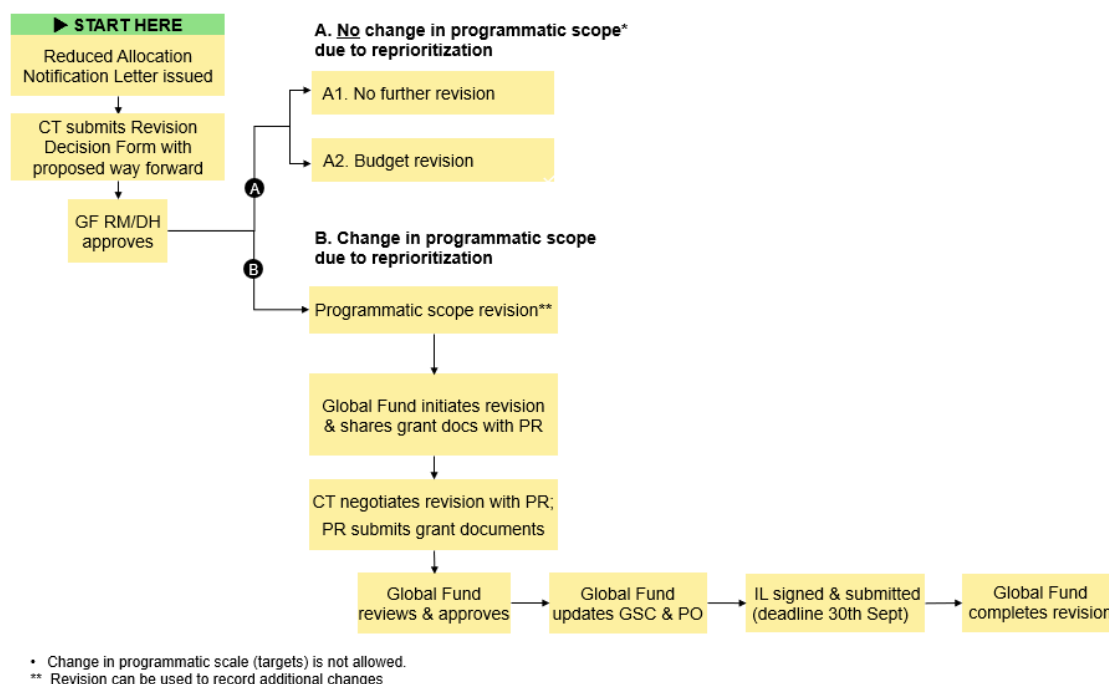 ▶ START HERE
Reduced Allocation
Notification Letter issued
CT submits Revision
Decision Form with
proposed way forward
GF RM/DH
approves
A
B
A. No change in programmatic scope*
due to reprioritization
A1. No further revision
A2. Budget revision
B. Change in programmatic scope
due to reprioritization
Programmatic scope revision**
Global Fund initiates revision
& shares grant docs with PR
CT negotiates revision with PR;
PR submits grant documents
Global Fund
reviews & approves
Global Fund
updates GSC & PO
IL signed & submitted
(deadline 30th Sept)
Global Fund
completes revision
• Change in programmatic scale (targets) is not allowed.
** Revision can be used to record additional changes